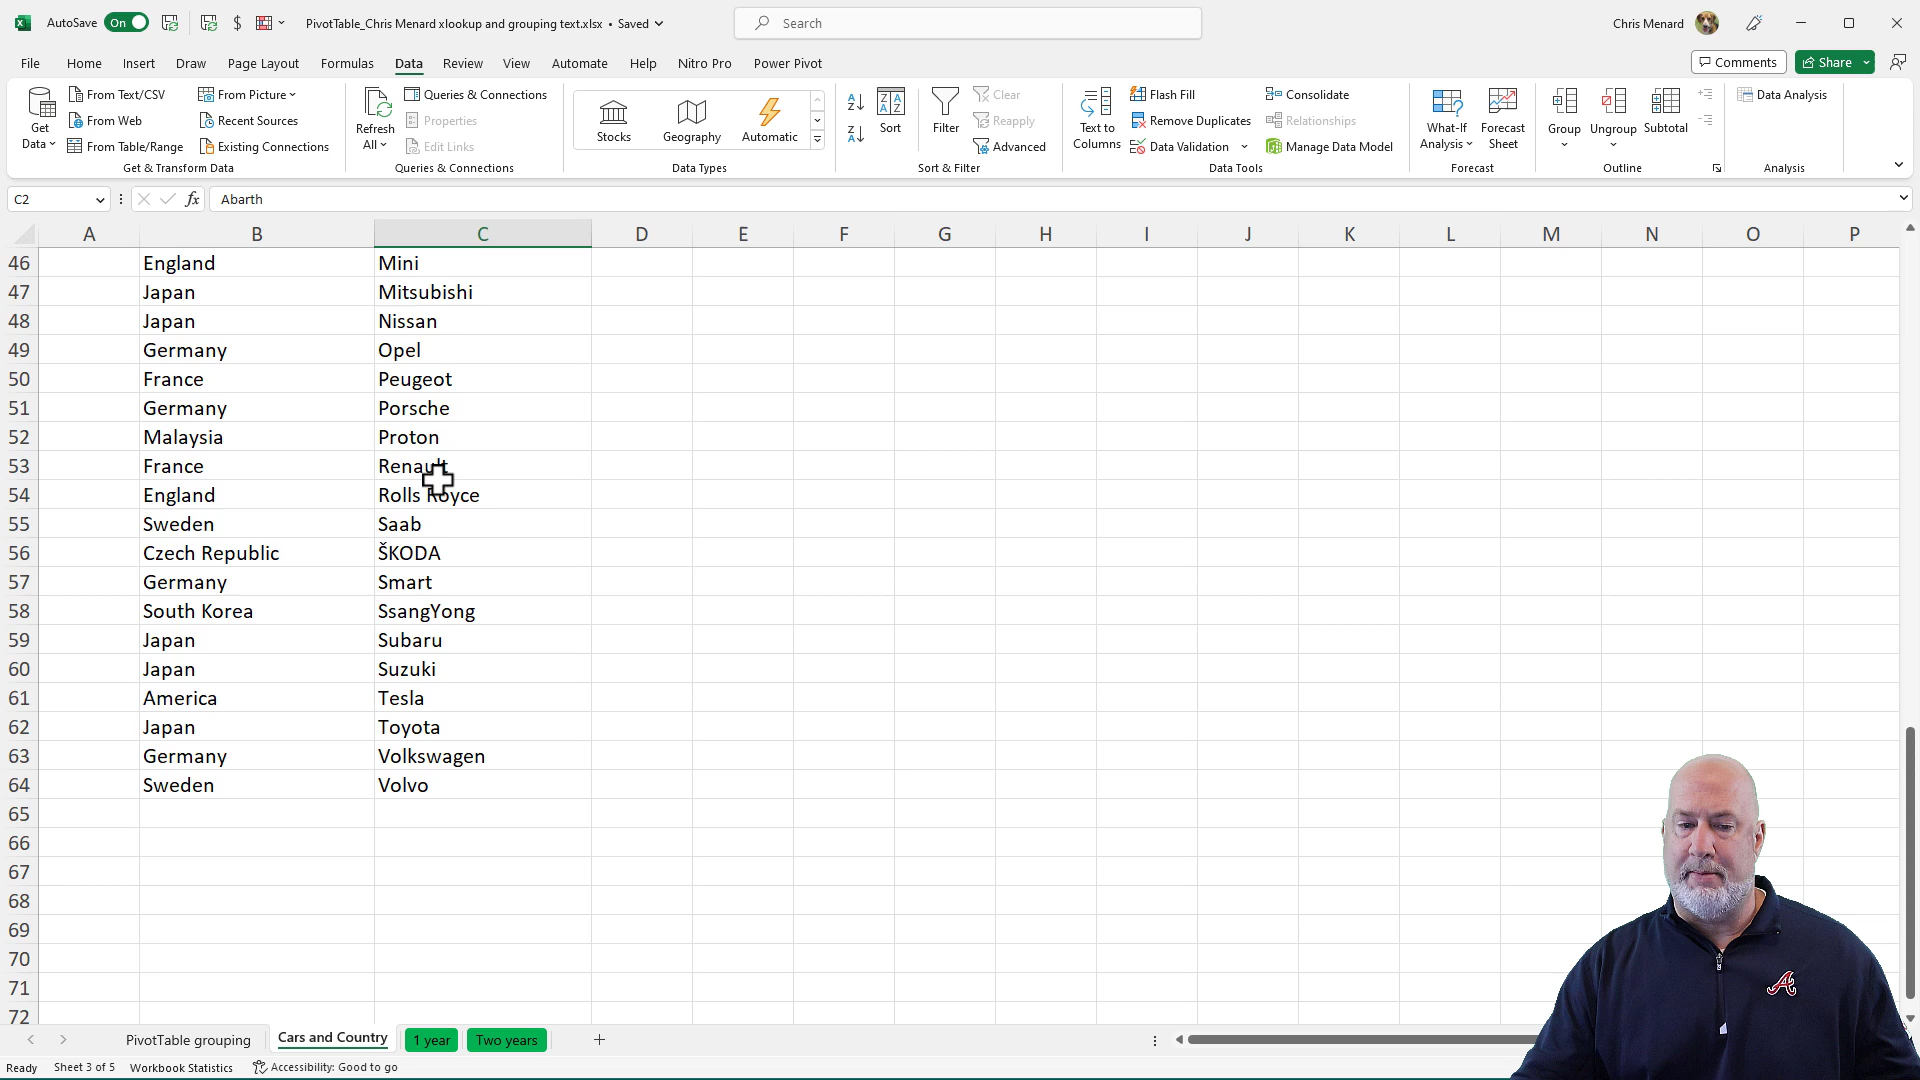 AutoSave On $ PivotTable_Chris Menard xlookup and grouping text.xlsx • Saved Search Chris Menard
File Home Insert Draw Page Layout Formulas Data Review View Automate Help Nitro Pro Power Pivot Comments Share
Get Data From Text/CSV From Web From Table/Range From Picture Recent Sources Existing Connections
Get & Transform Data
Refresh All Queries & Connections Properties Edit Links
Queries & Connections
Stocks Geography Automatic
Data Types
Sort Filter Clear Reapply Advanced
Sort & Filter
Text to Columns Flash Fill Remove Duplicates Data Validation Consolidate Relationships Manage Data Model
Data Tools
What-If Analysis Forecast Sheet
Forecast
Group Ungroup Subtotal
Outline
Data Analysis
Analysis
C2 fx Abarth
A B C D E F G H I J K L M N O P
46 England Mini
47 Japan Mitsubishi
48 Japan Nissan
49 Germany Opel
50 France Peugeot
51 Germany Porsche
52 Malaysia Proton
53 France Renault
54 England Rolls Royce
55 Sweden Saab
56 Czech Republic ŠKODA
57 Germany Smart
58 South Korea SsangYong
59 Japan Subaru
60 Japan Suzuki
61 America Tesla
62 Japan Toyota
63 Germany Volkswagen
64 Sweden Volvo
65
66
67
68
69
70
71
72
PivotTable grouping Cars and Country 1 year Two years
Ready Sheet 3 of 5 Workbook Statistics Accessibility: Good to go
A